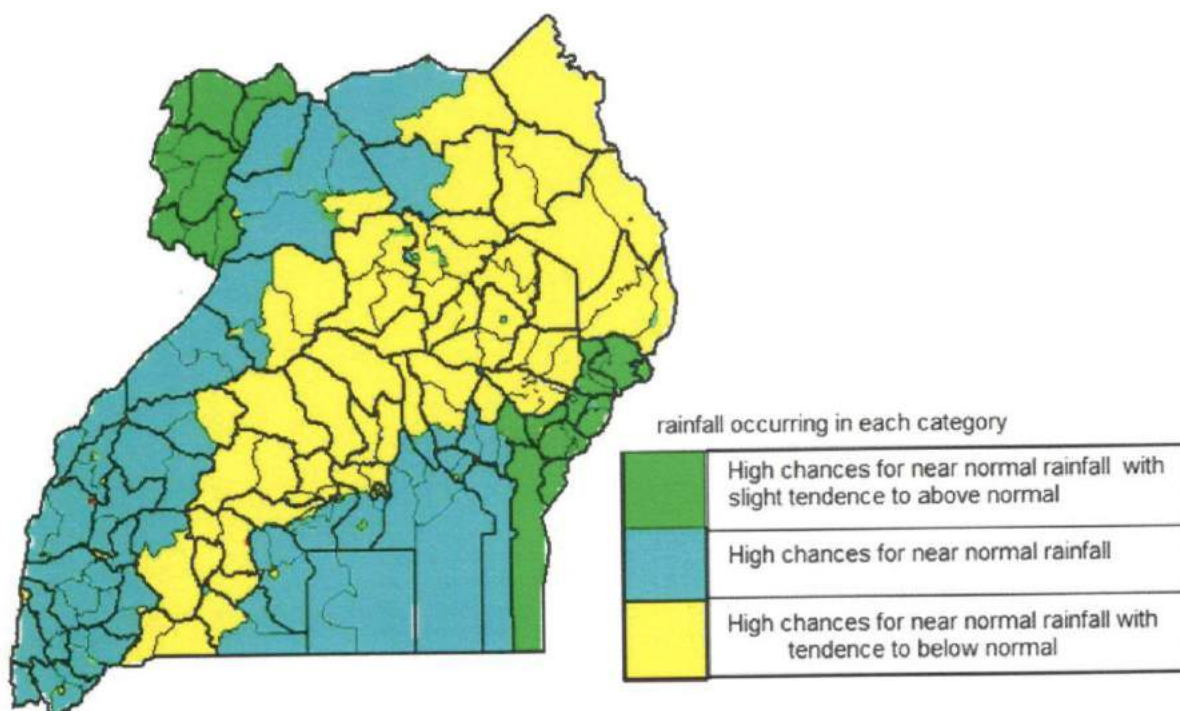 rainfall occurring in each category
High chances for near normal rainfall with
slight tendence to above normal
High chances for near normal rainfall
High chances for near normal rainfall with
tendence to below normal